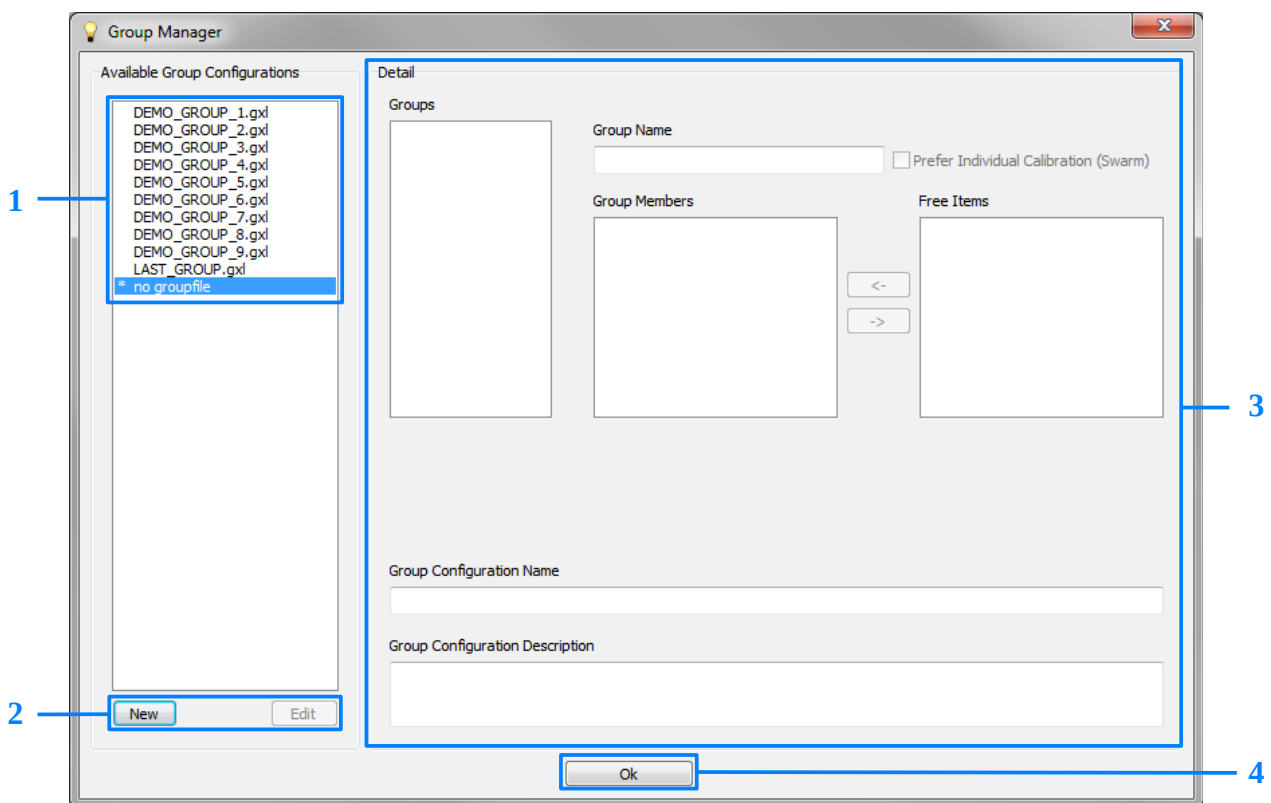 Group Manager
Available Group Configurations
DEMO_GROUP_1.gxl
DEMO_GROUP_2.gxl
DEMO_GROUP_3.gxl
DEMO_GROUP_4.gxl
DEMO_GROUP_5.gxl
DEMO_GROUP_6.gxl
DEMO_GROUP_7.gxl
DEMO_GROUP_8.gxl
DEMO_GROUP_9.gxl
LAST_GROUP.gxl
* no groupfile
1
New
Edit
2
Detail
Groups
Group Name
Prefer Individual Calibration (Swarm)
Group Members
Free Items
<-
->
3
Group Configuration Name
Group Configuration Description
Ok
4